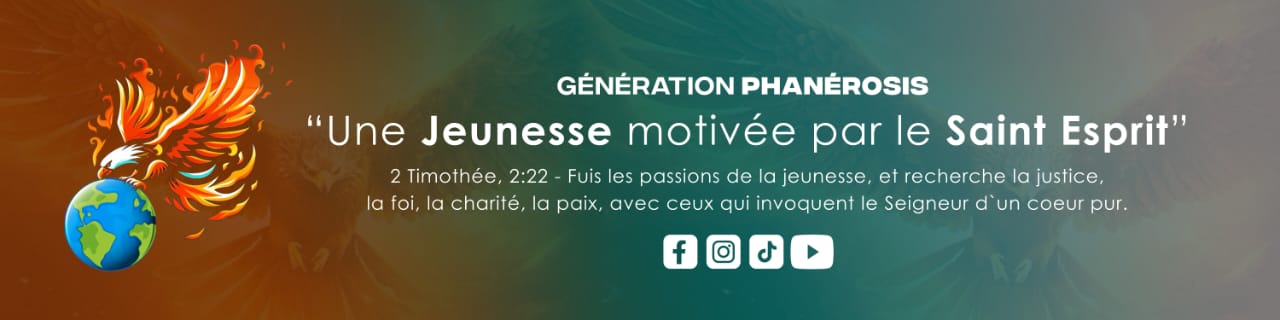 GÉNÉRATION PHANÉROSIS
“Une Jeunesse motivée par le Saint Esprit”
2 Timothée, 2:22 - Fuis les passions de la jeunesse, et recherche la justice,
la foi, la charité, la paix, avec ceux qui invoquent le Seigneur d`un coeur pur.